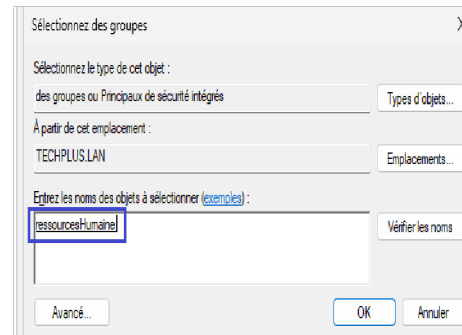 Sélectionnez des groupes
Sélectionnez le type de cet objet :
des groupes ou Principaux de sécurité intégrés
Types d'objets...
À partir de cet emplacement :
TECHPLUS.LAN
Emplacements...
Entrez les noms des objets à sélectionner (exemples) :
ressourcesHumaine
Vérifier les noms
Avancé...
OK
Annuler